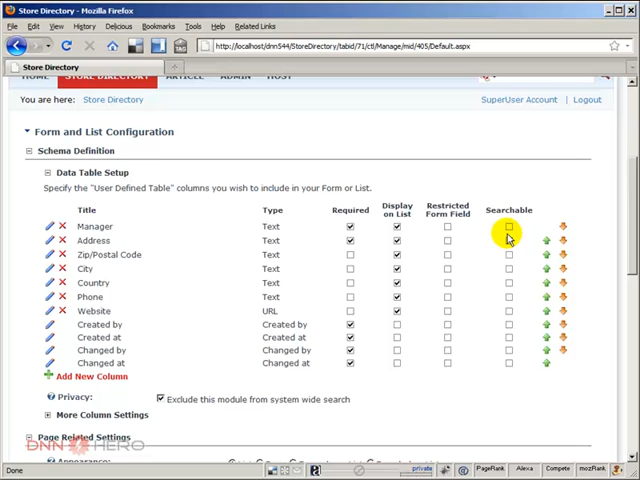 Store Directory - Mozilla Firefox
File Edit View History Delicious Bookmarks Tools Help Related Links
http://localhost/dnn544/StoreDirectory/tabid/71/ctl/Manage/mid/405/Default.aspx
Store Directory
HOME STORE DIRECTORY ARTICLE ADMIN HOST
You are here: Store Directory SuperUser Account | Logout
Form and List Configuration
Schema Definition
Data Table Setup
Specify the "User Defined Table" columns you wish to include in your Form or List.
Title Type Required Display on List Restricted Form Field Searchable
Manager Text
Address Text
Zip/Postal Code Text
City Text
Country Text
Phone Text
Website URL
Created by Created by
Created at Created at
Changed by Changed by
Changed at Changed at
Add New Column
Privacy: Exclude this module from system wide search
More Column Settings
Page Related Settings
DNN HERO
Done private PageRank Alexa Compete mozRank